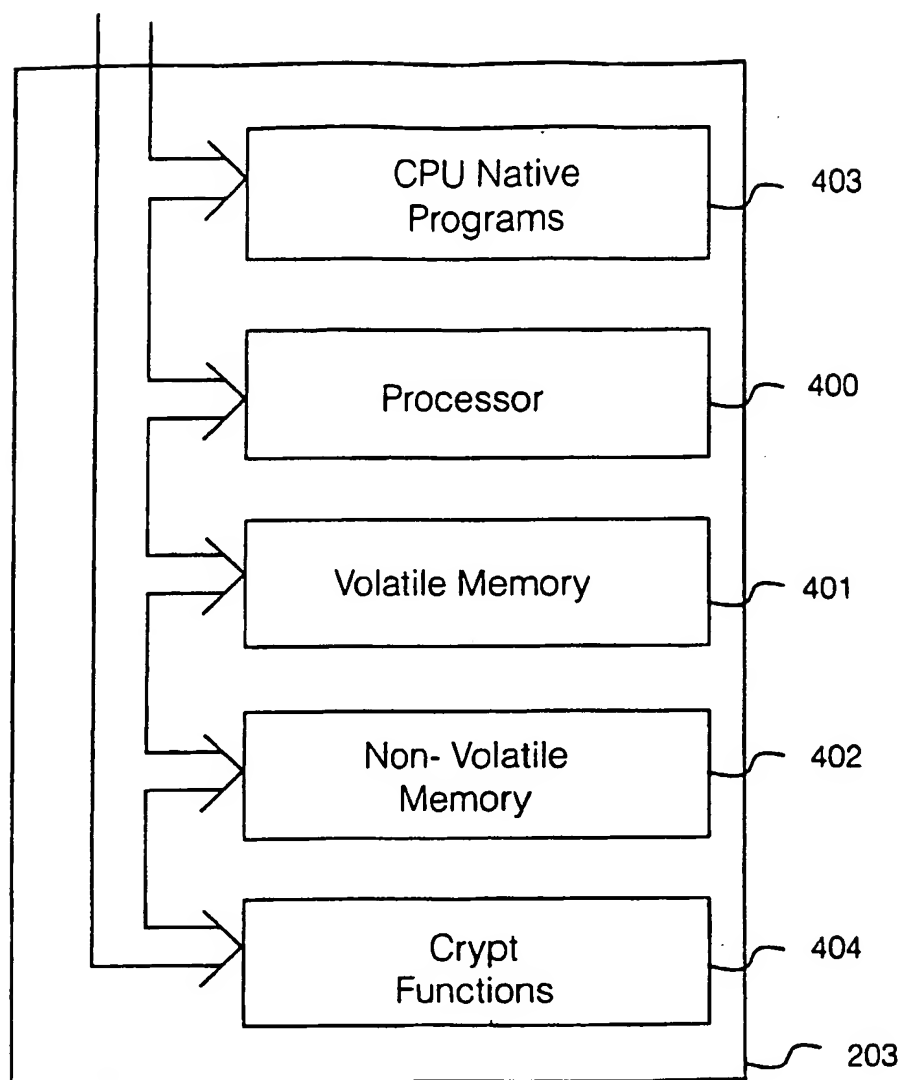 CPU Native
Programs
403
Processor
400
Volatile Memory
401
Non- Volatile
Memory
402
Crypt
Functions
404
203